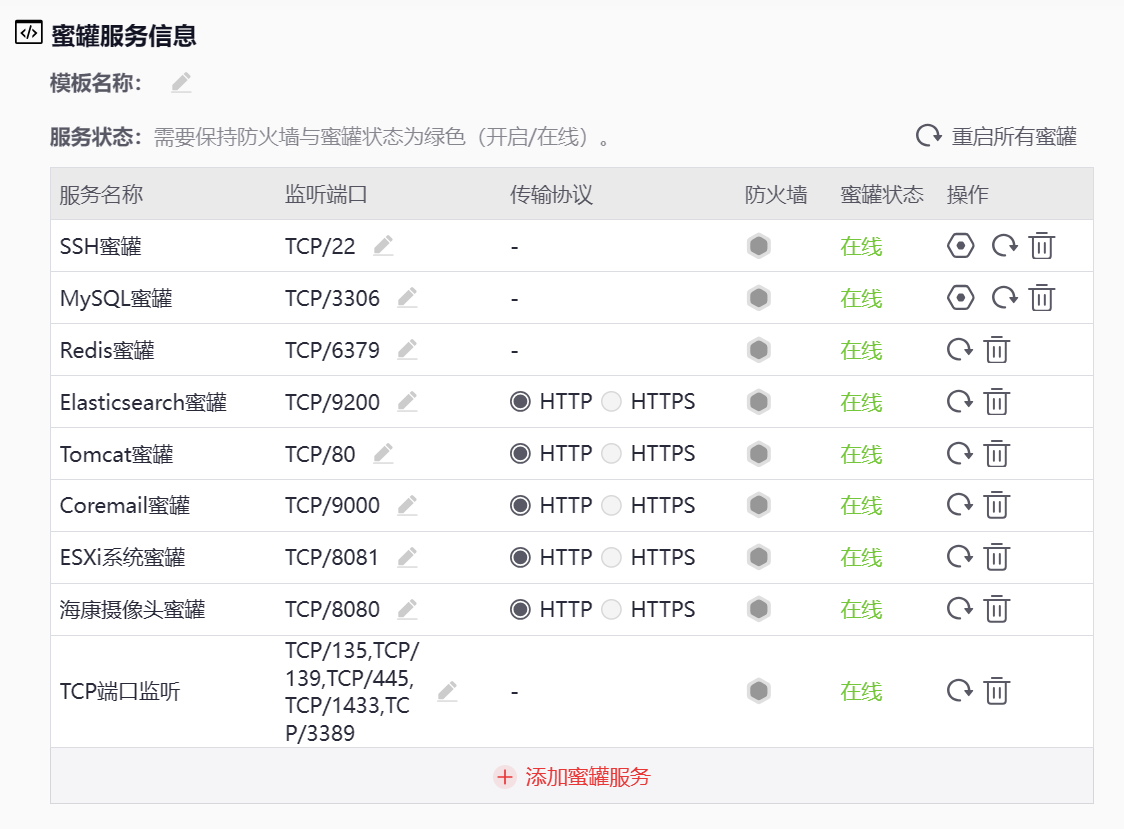 蜜罐服务信息
模板名称：
服务状态：需要保持防火墙与蜜罐状态为绿色（开启/在线）。 重启所有蜜罐
服务名称 监听端口 传输协议 防火墙 蜜罐状态 操作
SSH蜜罐 TCP/22 - 在线
MySQL蜜罐 TCP/3306 - 在线
Redis蜜罐 TCP/6379 - 在线
Elasticsearch蜜罐 TCP/9200 HTTP HTTPS 在线
Tomcat蜜罐 TCP/80 HTTP HTTPS 在线
Coremail蜜罐 TCP/9000 HTTP HTTPS 在线
ESXi系统蜜罐 TCP/8081 HTTP HTTPS 在线
海康摄像头蜜罐 TCP/8080 HTTP HTTPS 在线
TCP端口监听 TCP/135,TCP/
139,TCP/445,
TCP/1433,TC
P/3389 - 在线
添加蜜罐服务